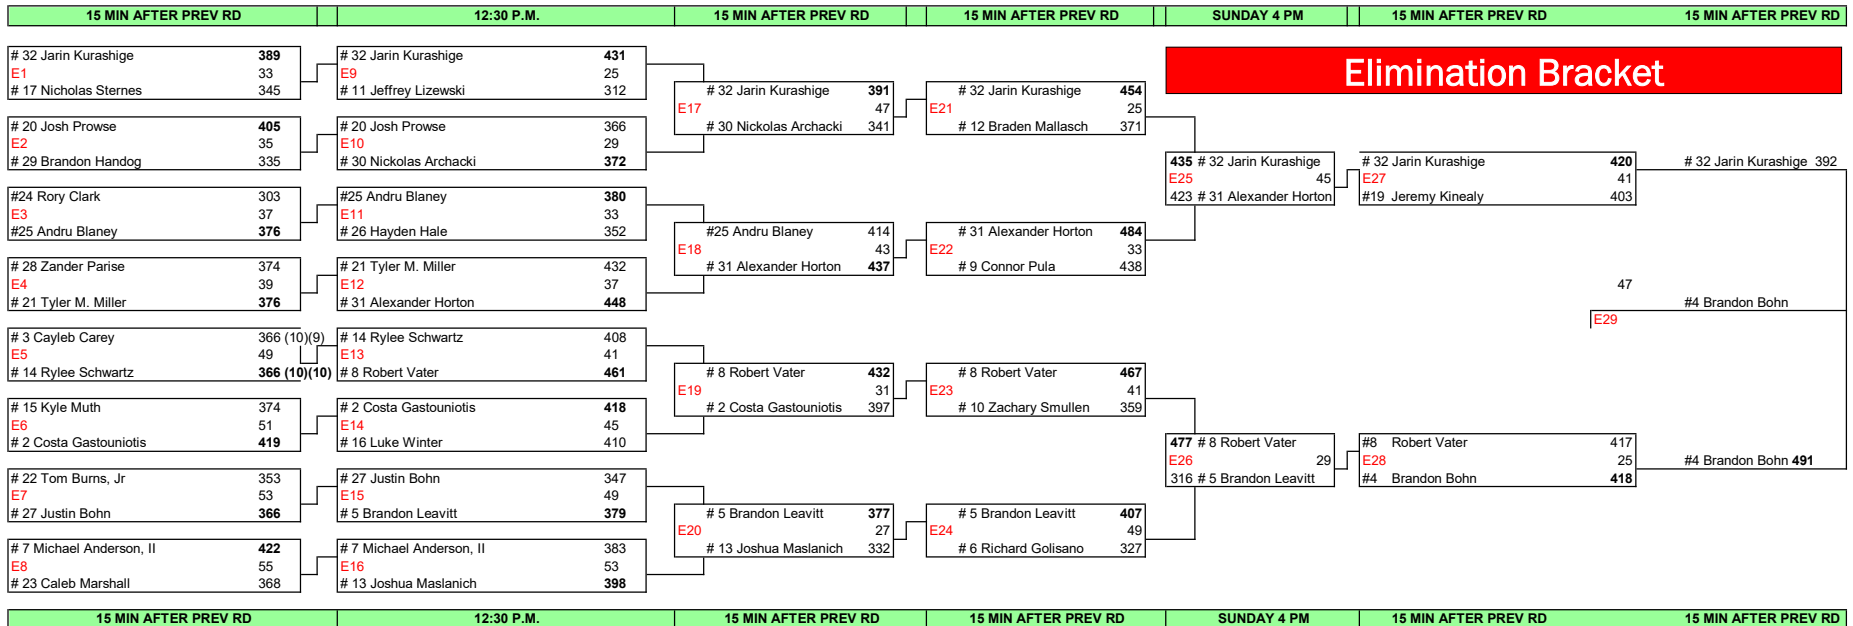 15 MIN AFTER PREV RD 12:30 P.M. 15 MIN AFTER PREV RD 15 MIN AFTER PREV RD SUNDAY 4 PM 15 MIN AFTER PREV RD 15 MIN AFTER PREV RD
Elimination Bracket
# 32 Jarin Kurashige 389
E1 33
# 17 Nicholas Sternes 345
# 20 Josh Prowse 405
E2 35
# 29 Brandon Handog 335
#24 Rory Clark 303
E3 37
#25 Andru Blaney 376
# 28 Zander Parise 374
E4 39
# 21 Tyler M. Miller 376
# 3 Cayleb Carey 366 (10)(9)
E5 49
# 14 Rylee Schwartz 366 (10)(10)
# 15 Kyle Muth 374
E6 51
# 2 Costa Gastouniotis 419
# 22 Tom Burns, Jr 353
E7 53
# 27 Justin Bohn 366
# 7 Michael Anderson, II 422
E8 55
# 23 Caleb Marshall 368
# 32 Jarin Kurashige 431
E9 25
# 11 Jeffrey Lizewski 312
# 20 Josh Prowse 366
E10 29
# 30 Nickolas Archacki 372
#25 Andru Blaney 380
E11 33
# 26 Hayden Hale 352
# 21 Tyler M. Miller 432
E12 37
# 31 Alexander Horton 448
# 14 Rylee Schwartz 408
E13 41
# 8 Robert Vater 461
# 2 Costa Gastouniotis 418
E14 45
# 16 Luke Winter 410
# 27 Justin Bohn 347
E15 49
# 5 Brandon Leavitt 379
# 7 Michael Anderson, II 383
E16 53
# 13 Joshua Maslanich 398
# 32 Jarin Kurashige 391
E17 47
# 30 Nickolas Archacki 341
#25 Andru Blaney 414
E18 43
# 31 Alexander Horton 437
# 8 Robert Vater 432
E19 31
# 2 Costa Gastouniotis 397
# 5 Brandon Leavitt 377
E20 27
# 13 Joshua Maslanich 332
# 32 Jarin Kurashige 454
E21 25
# 12 Braden Mallasch 371
# 31 Alexander Horton 484
E22 33
# 9 Connor Pula 438
# 8 Robert Vater 467
E23 41
# 10 Zachary Smullen 359
# 5 Brandon Leavitt 407
E24 49
# 6 Richard Golisano 327
435 # 32 Jarin Kurashige
E25 45
423 # 31 Alexander Horton
477 # 8 Robert Vater
E26 29
316 # 5 Brandon Leavitt
# 32 Jarin Kurashige 420
E27 41
#19 Jeremy Kinealy 403
#8 Robert Vater 417
E28 25
#4 Brandon Bohn 418
# 32 Jarin Kurashige 392
47
#4 Brandon Bohn
E29
#4 Brandon Bohn 491
15 MIN AFTER PREV RD 12:30 P.M. 15 MIN AFTER PREV RD 15 MIN AFTER PREV RD SUNDAY 4 PM 15 MIN AFTER PREV RD 15 MIN AFTER PREV RD